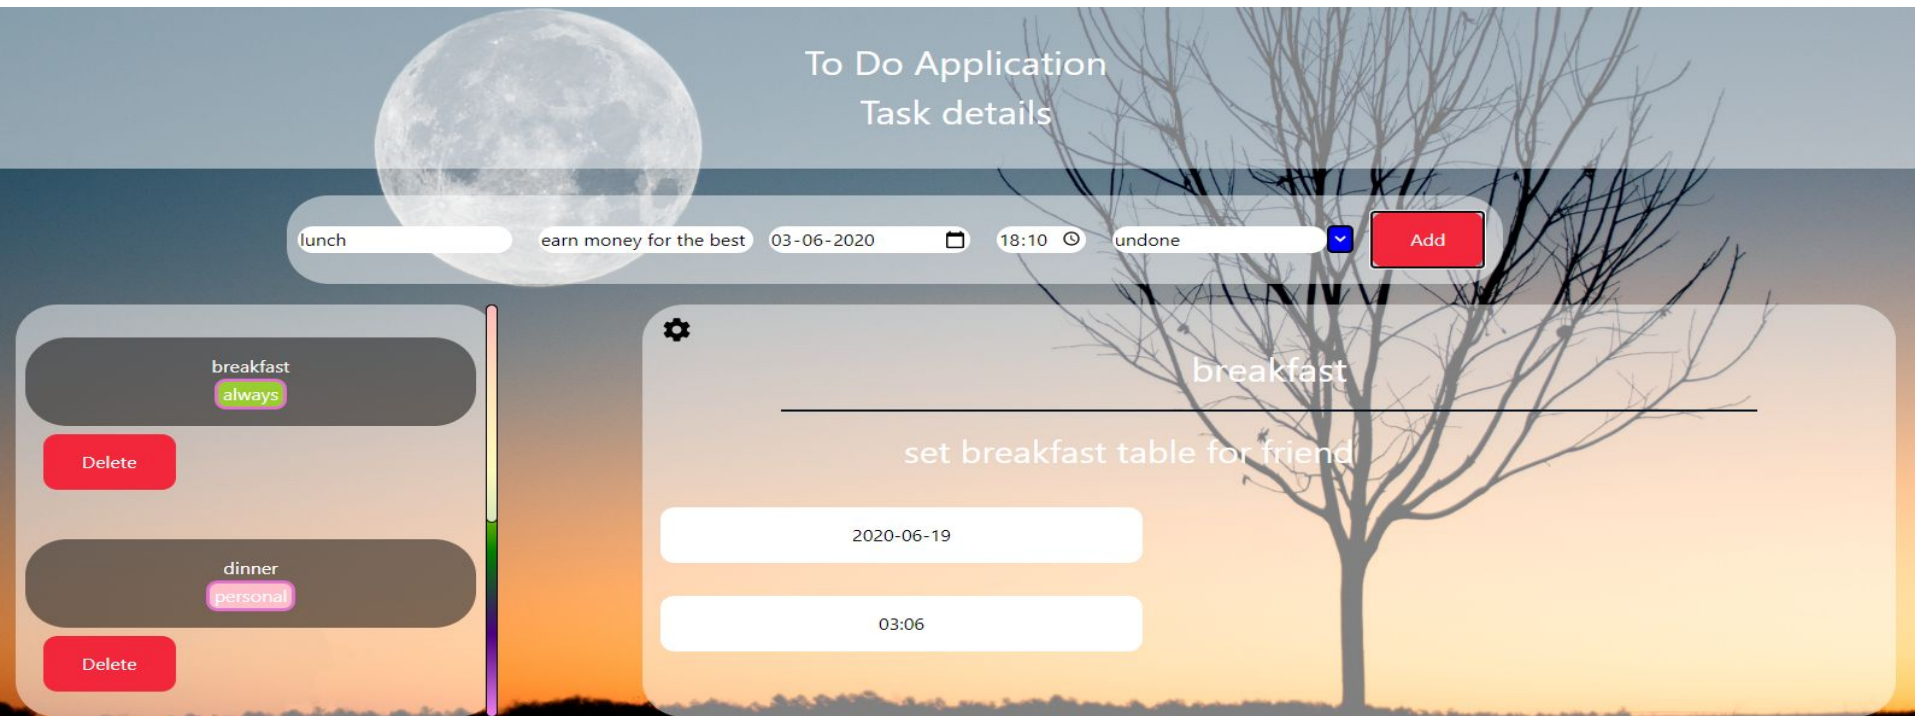 To Do Application
Task details
lunch earn money for the best 03-06-2020 18:10 undone Add
breakfast
always
Delete
dinner
personal
Delete
breakfast
set breakfast table for friend
2020-06-19
03:06